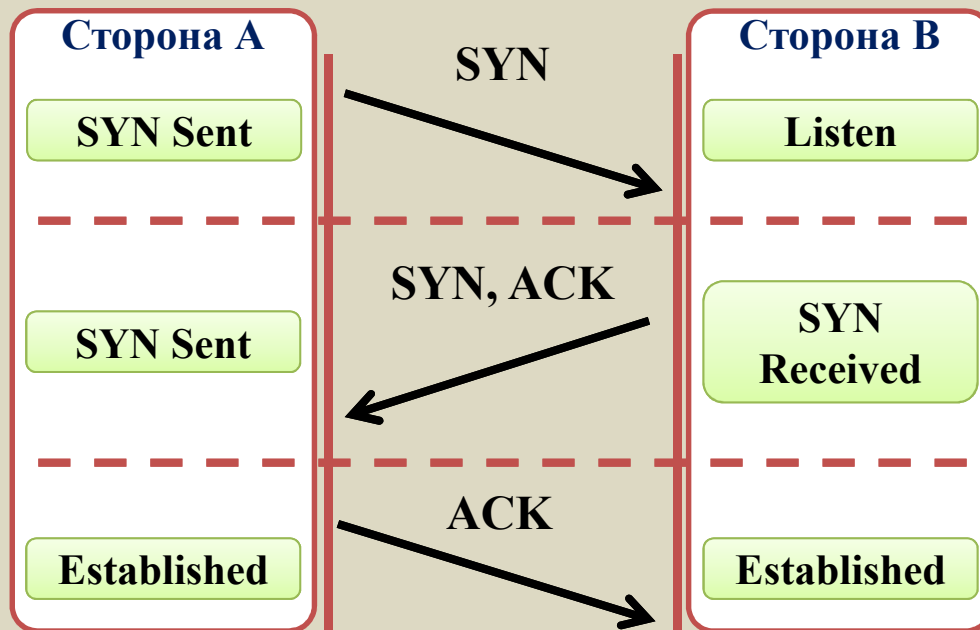 Сторона А
SYN
Сторона В
SYN Sent
Listen
SYN, ACK
SYN Sent
SYN
Received
ACK
Established
Established